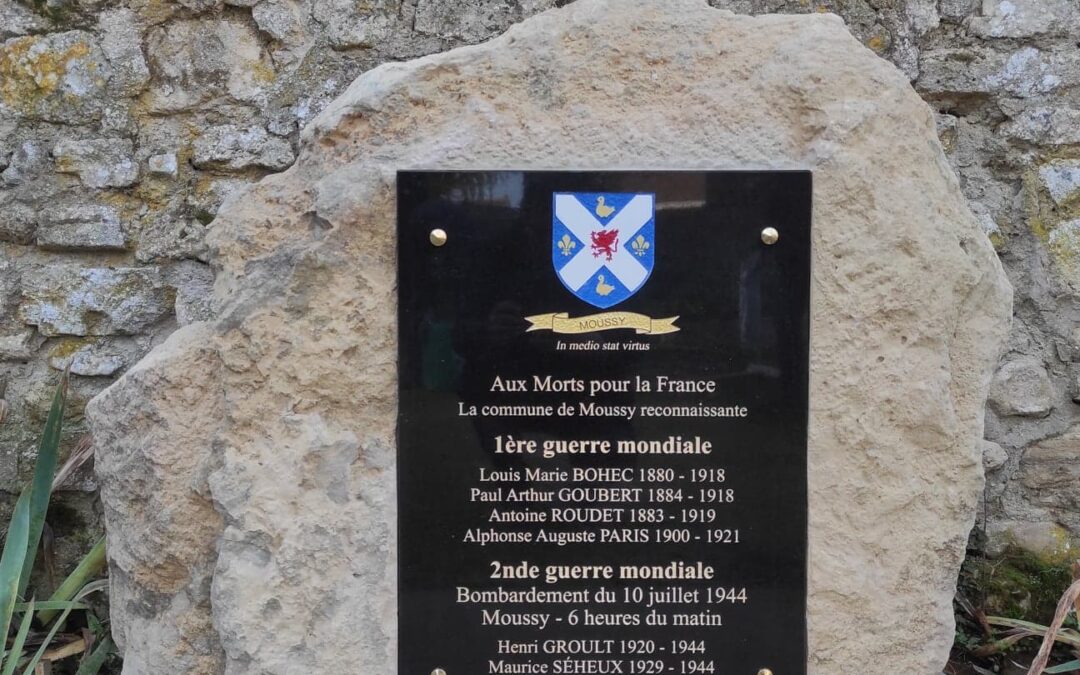 MOUSSY
In medio stat virtus
Aux Morts pour la France
La commune de Moussy reconnaissante
1ère guerre mondiale
Louis Marie BOHEC 1880 - 1918
Paul Arthur GOUBERT 1884 - 1918
Antoine ROUDET 1883 - 1919
Alphonse Auguste PARIS 1900 - 1921
2nde guerre mondiale
Bombardement du 10 juillet 1944
Moussy - 6 heures du matin
Henri GROULT 1920 - 1944
Maurice SÉHEUX 1929 - 1944